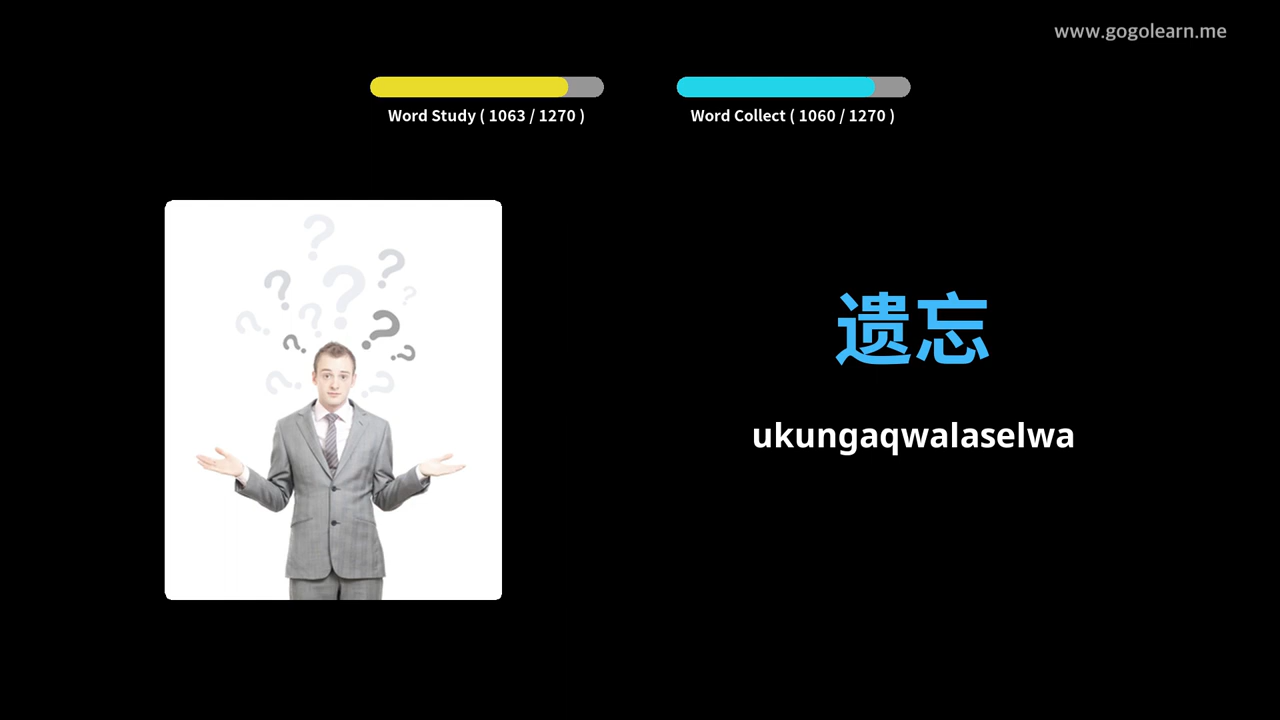 www.gogolearn.me
Word Study ( 1063 / 1270 )
Word Collect ( 1060 / 1270 )
遗忘
ukungaqwalaselwa